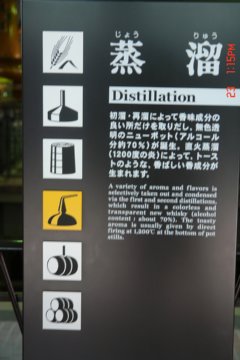 じょう りゅう
蒸 溜
Distillation
初溜・再溜によって香味成分の
良い所だけを取りだし、無色透
明のニューポット(アルコール
分約70%)が誕生。直火蒸溜
(1200度の炎)によって、トース
トのような、香ばしい香り成分が
生まれます。
A variety of aroma and flavors is
selectively taken out and condensed
via the first and second distillations,
which result in a colorless and
transparent new whisky (alcohol
content : about 70%). The toasty
aroma is usually given by direct
firing at 1,200℃ at the bottom of pot
stills.
1:15PM